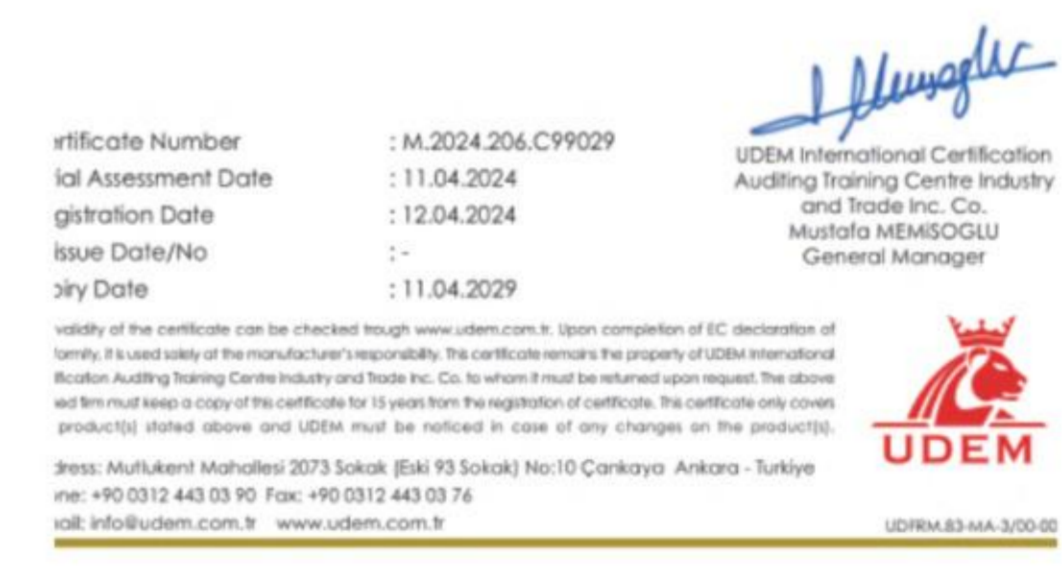 rtificate Number : M.2024.206.C99029
ial Assessment Date : 11.04.2024
gistration Date : 12.04.2024
issue Date/No : -
piry Date : 11.04.2029
UDEM International Certification
Auditing Training Centre Industry
and Trade Inc. Co.
Mustafa MEMiSOGLU
General Manager
validity of the certificate can be checked trough www.udem.com.tr. Upon completion of EC declaration of
formity, it is used solely at the manufacturer's responsibility. This certificate remains the property of UDEM International
ification Auditing Training Centre Industry and Trade Inc. Co. to whom it must be returned upon request. The above
ed firm must keep a copy of this certificate for 15 years from the registration of certificate. This certificate only covers
product(s) stated above and UDEM must be noticed in case of any changes on the product(s).
dress: Mutlukent Mahallesi 2073 Sokak (Eski 93 Sokak) No:10 Çankaya Ankara - Turkiye
ne: +90 0312 443 03 90 Fax: +90 0312 443 03 76
ail: info@udem.com.tr www.udem.com.tr
UDEM
UDFRM.83-MA-3/00-00